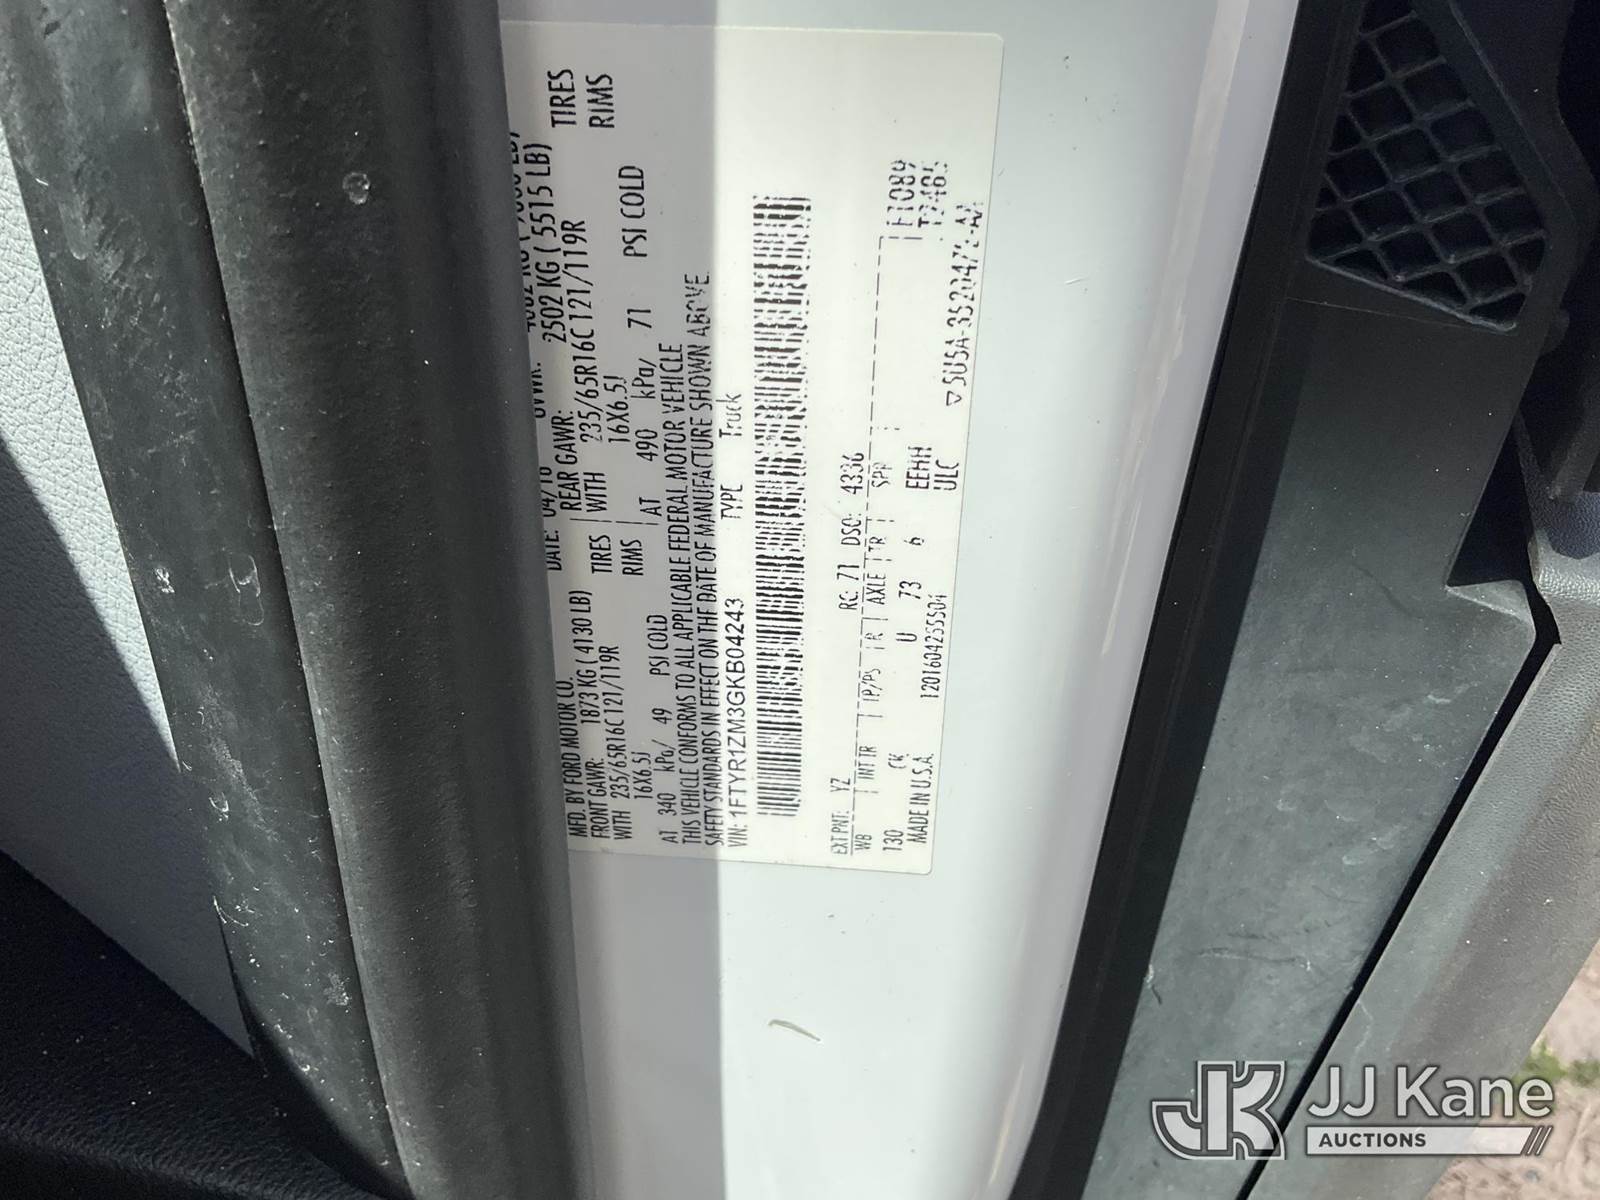 MFD. BY FORD MOTOR CO.
DATE: 04/16 GVWR:
FRONT GAWR: 1873 KG ( 4130 LB)
REAR GAWR: 2502 KG ( 5515 LB)
WITH 235/65R16C 121/119R TIRES
WITH 235/65R16C 121/119R TIRES
16X6.5J RIMS
16X6.5J RIMS
AT 340 kPa/ 49 PSI COLD
AT 490 kPa/ 71 PSI COLD
THIS VEHICLE CONFORMS TO ALL APPLICABLE FEDERAL MOTOR VEHICLE
SAFETY STANDARDS IN EFFECT ON THE DATE OF MANUFACTURE SHOWN ABOVE.
VIN: 1FTYR1ZM3GKB04243 TYPE Truck
EXT PNT: YZ RC: 71 DSO: 4336
WB INT TR TP/PS R AXLE TR SPR F1089
130 CK U 73 6 EEHH
MADE IN U.S.A. 120160425SS04 ULC
JJ Kane
AUCTIONS
JK